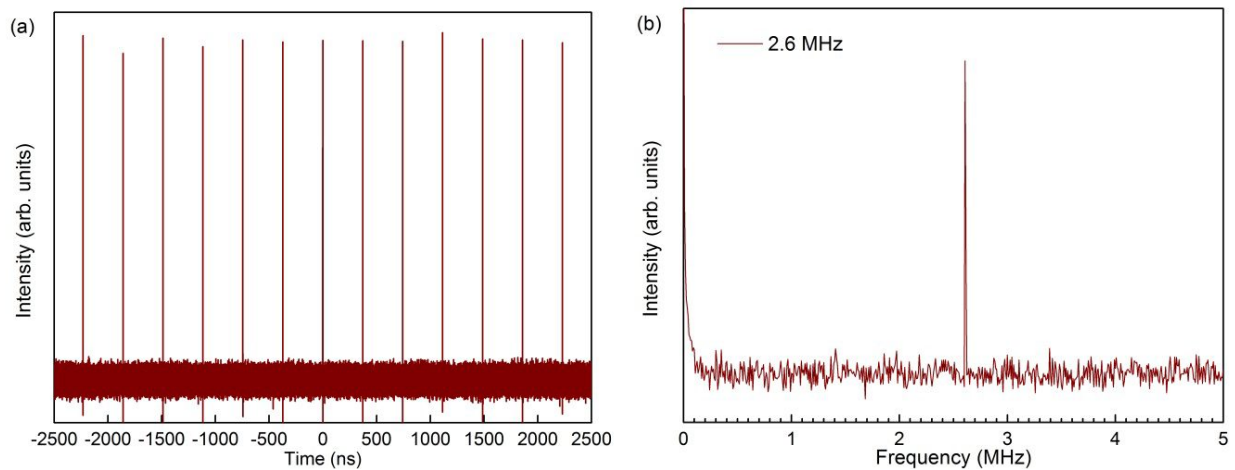 (a)
Intensity (arb. units)
-2500 -2000 -1500 -1000 -500 0 500 1000 1500 2000 2500
Time (ns)
(b)
2.6 MHz
Intensity (arb. units)
0 1 2 3 4 5
Frequency (MHz)